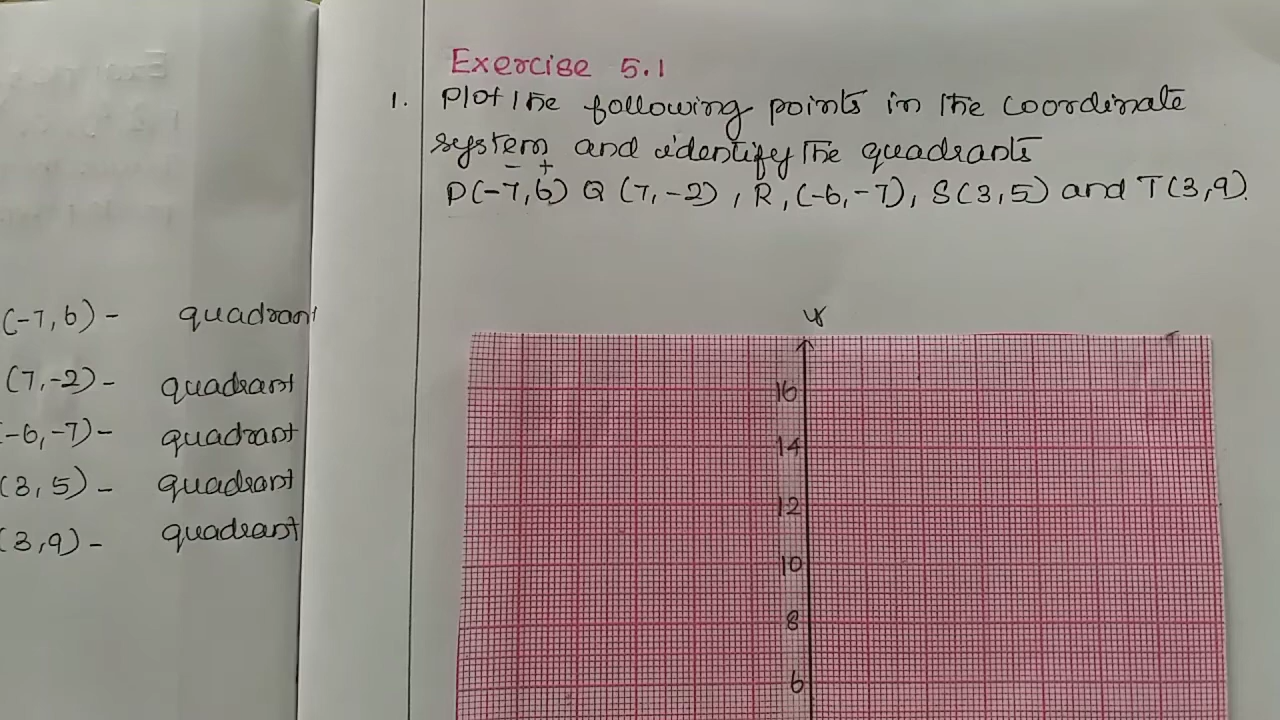 (-7, 6) - quadrant
(7, -2) - quadrant
-6, -7) - quadrant
(3, 5) - quadrant
(3, 9) - quadrant
Exercise 5.1
1. Plot the following points in the coordinate
system and identify the quadrants
- +
P(-7, 6) Q (7, -2) , R, (-6, -7), S(3, 5) and T(3, 9).
y
16
14
12
10
8
6